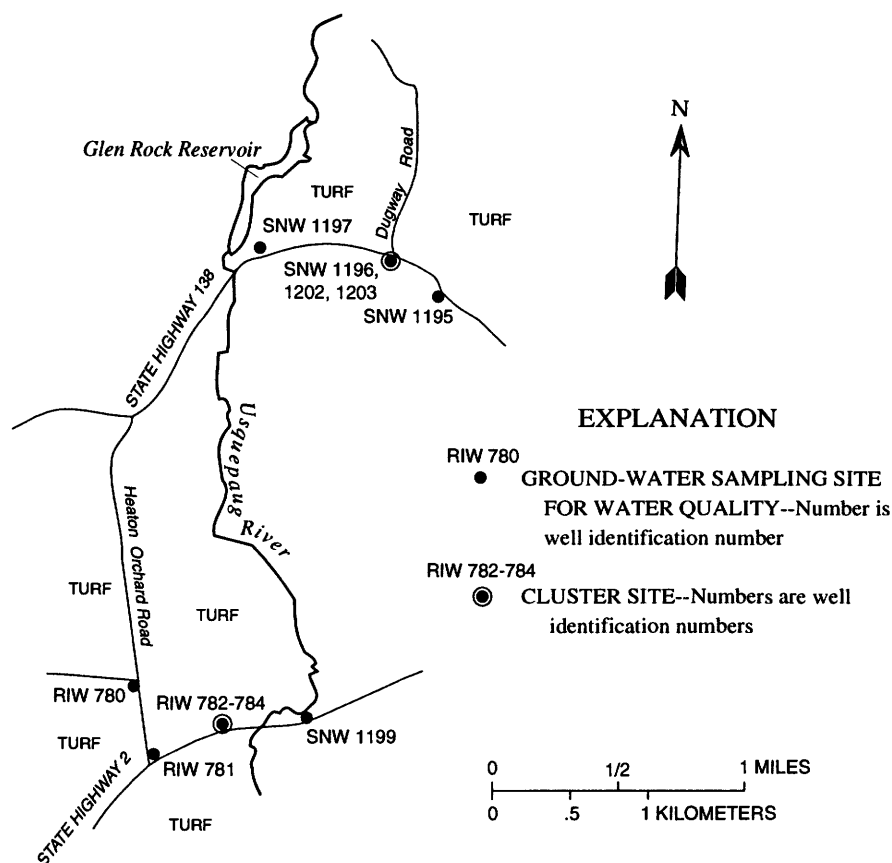 N
Glen Rock Reservoir
Dugway Road
TURF
TURF
SNW 1197
SNW 1196,
1202, 1203
SNW 1195
STATE HIGHWAY 138
Usquepaug River
Heaton Orchard Road
TURF
TURF
RIW 780
RIW 782-784
SNW 1199
TURF
RIW 781
STATE HIGHWAY 2
TURF
EXPLANATION
RIW 780
GROUND-WATER SAMPLING SITE
FOR WATER QUALITY--Number is
well identification number
RIW 782-784
CLUSTER SITE--Numbers are well
identification numbers
0 1/2 1 MILES
0 .5 1 KILOMETERS